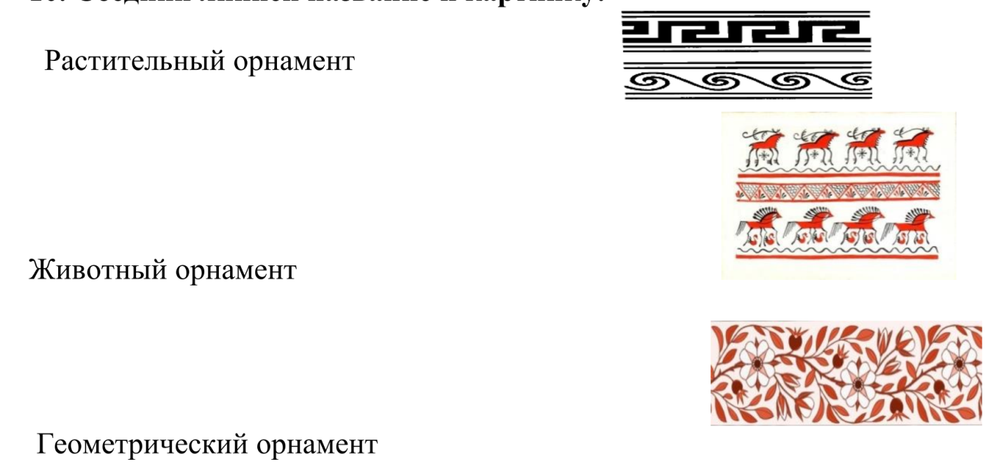 Растительный орнамент
Животный орнамент
Геометрический орнамент